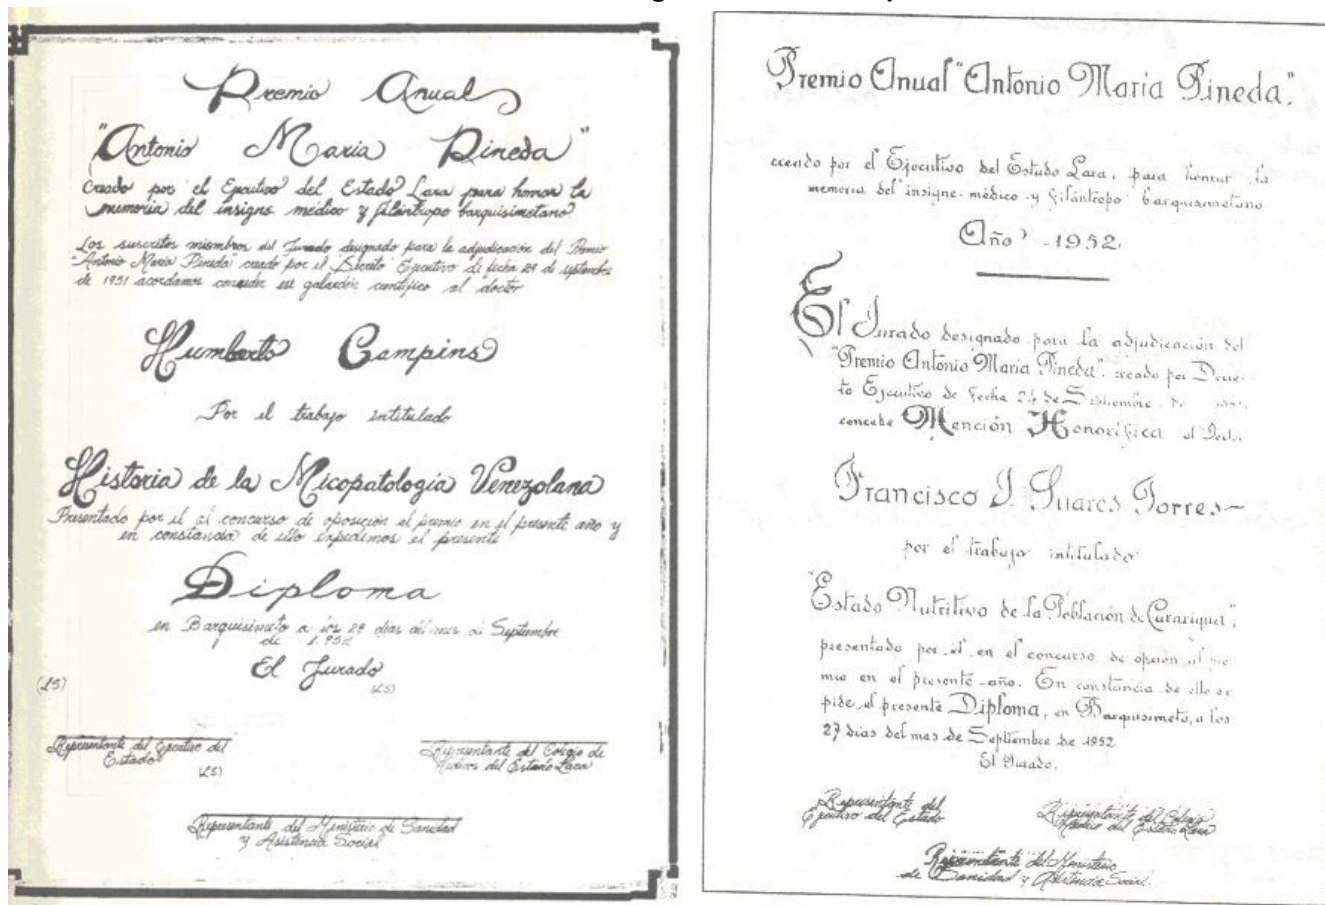 Premio Anual
"Antonio Maria Pineda"
Creado por el Ejecutivo del Estado Lara para honrar la
memoria del insigne médico y filántropo barquisimetano
Los suscritos miembros del Jurado designado para la adjudicación del Premio
"Antonio Maria Pineda" creado por el Decreto Ejecutivo de fecha 29 de septiembre
de 1951 acordamos conceder ese galardón científico al doctor
Humberto Campins
Por el trabajo intitulado
Historia de la Micopatologia Venezolana
Presentado por él al concurso de oposición el premio en el presente año y
en constancia de ello expedimos el presente
Diploma
en Barquisimeto a los 28 dias del mes de Septiembre
de 1.952
El Jurado
(LS)
(LS)
Representante del Ejecutivo del
Estado
(LS)
Representante del Colegio de
Médicos del Estado Lara
Representante del Ministerio de Sanidad
y Asistencia Social
Premio Anual "Antonio Maria Pineda".
creado por el Ejecutivo del Estado Lara, para honrar la
memoria del insigne médico y filántropo barquisimetano
Año 1952.
El Jurado designado para la adjudicación del
"Premio Antonio Maria Pineda". creado por Decre-
to Ejecutivo de Fecha de Septiembre de
concede Mención Honorífica al
Francisco J. Suares Torres
por el trabajo intitulado
"Estado Nutritivo de la Población de Curarigua",
presentado por él en el concurso de opción al pre-
mio en el presente año. En constancia de ello ex
pide el presente Diploma, en Barquisimeto, a los
27 dias del mes de Septiembre de 1952
El Jurado.
Representante del
Ejecutivo del Estado
Representante del Colegio
Médico del Estado Lara
Representante del Ministerio
de Sanidad y Asistencia Social.